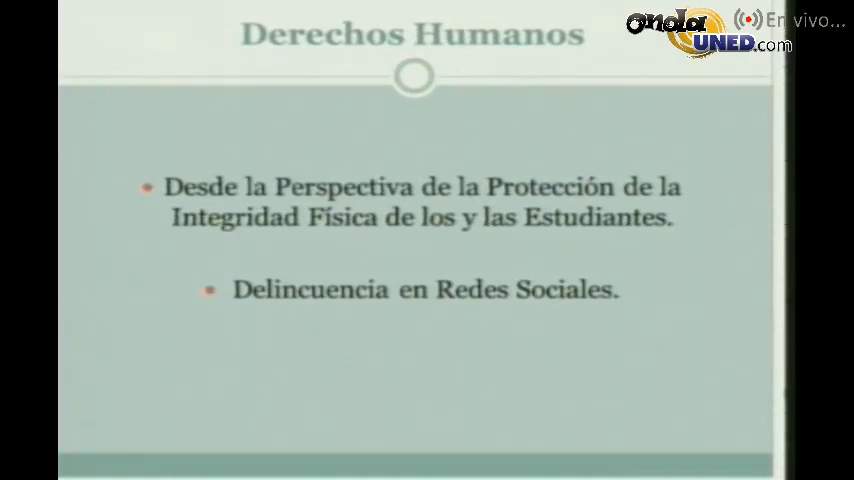 Derechos Humanos
onda
UNED.com
En vivo...
• Desde la Perspectiva de la Protección de la
Integridad Física de los y las Estudiantes.
• Delincuencia en Redes Sociales.